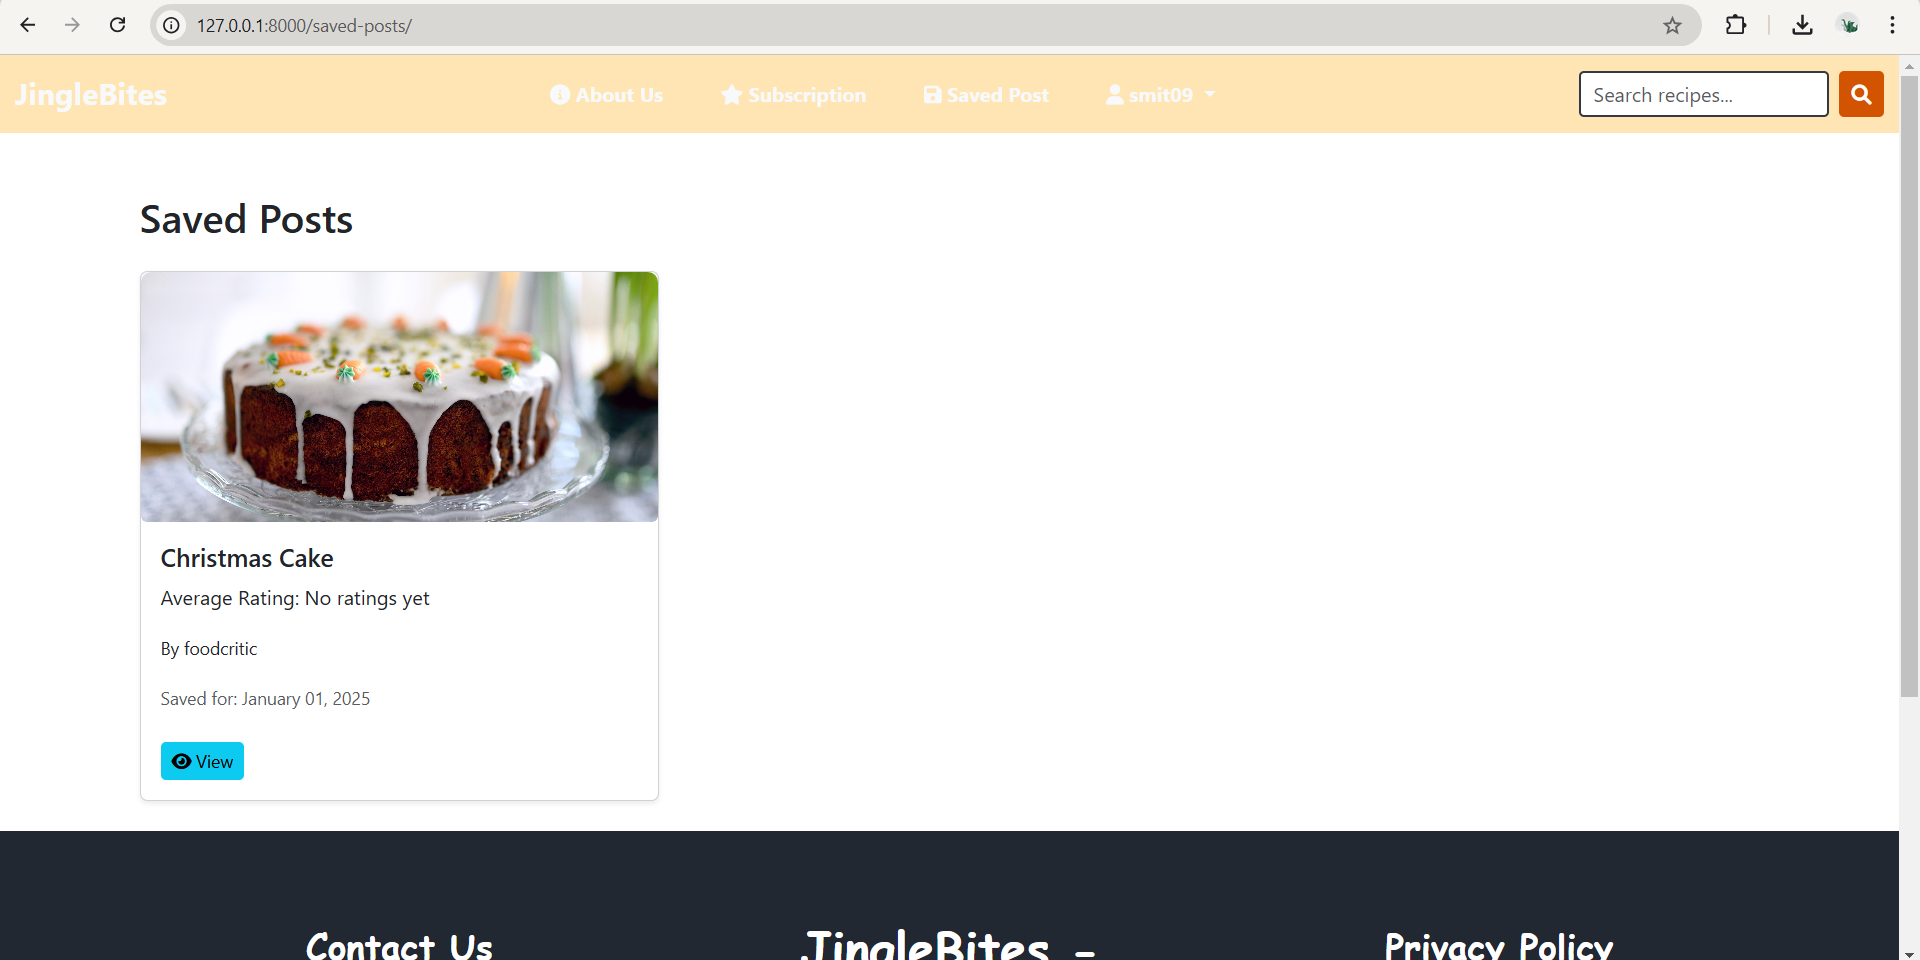 127.0.0.1:8000/saved-posts/
JingleBites
About Us
Subscription
Saved Post
smit09
Search recipes...
Saved Posts
Christmas Cake
Average Rating: No ratings yet
By foodcritic
Saved for: January 01, 2025
View
Contact Us
JingleBites -
Privacy Policy